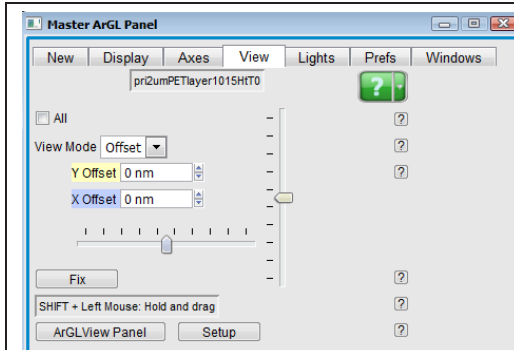 Master ArGL Panel
New Display Axes View Lights Prefs Windows
pri2umPETlayer1015HtT0
?
All ?
View Mode Offset ?
Y Offset 0 nm ?
X Offset 0 nm
Fix ?
SHIFT + Left Mouse: Hold and drag ?
ArGLView Panel Setup ?